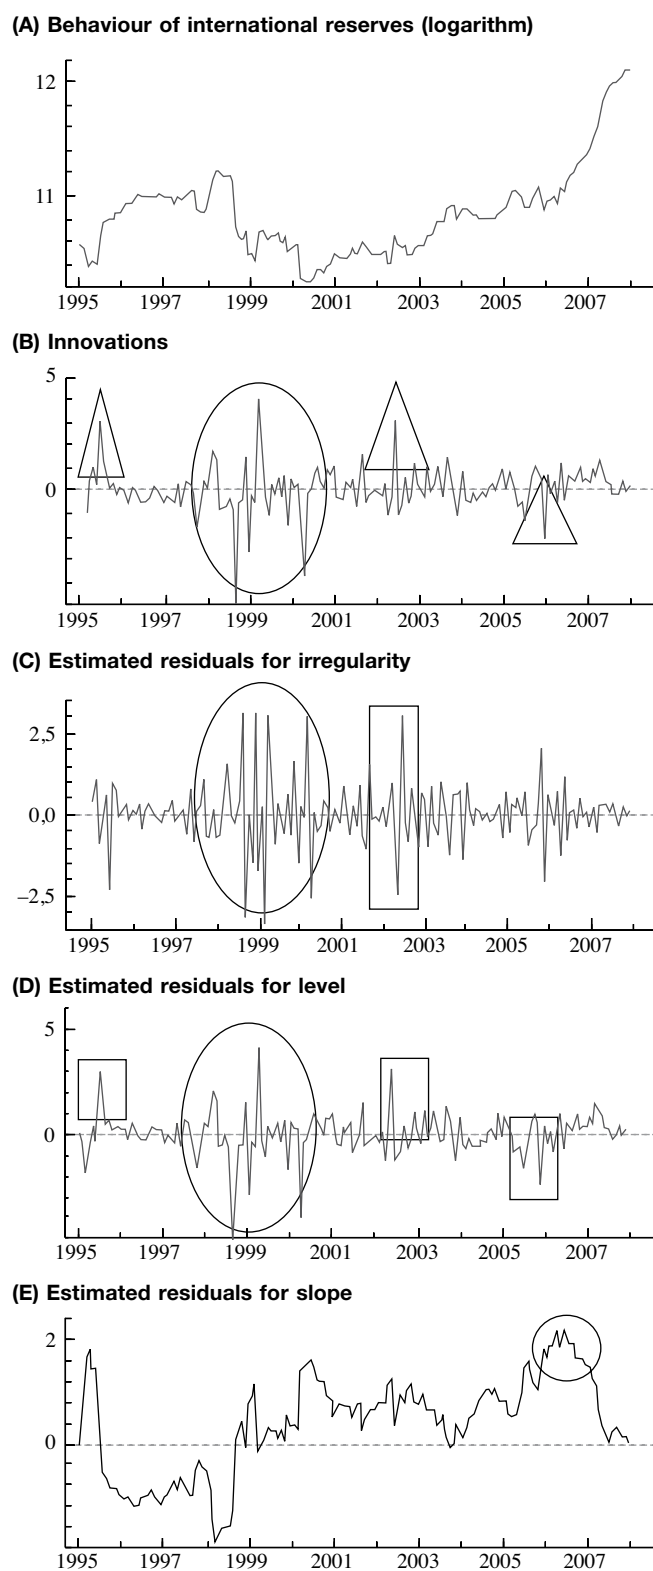 (A) Behaviour of international reserves (logarithm)
12
11
1995 1997 1999 2001 2003 2005 2007
(B) Innovations
5
0
1995 1997 1999 2001 2003 2005 2007
(C) Estimated residuals for irregularity
2,5
0,0
–2,5
1995 1997 1999 2001 2003 2005 2007
(D) Estimated residuals for level
5
0
1995 1997 1999 2001 2003 2005 2007
(E) Estimated residuals for slope
2
0
1995 1997 1999 2001 2003 2005 2007